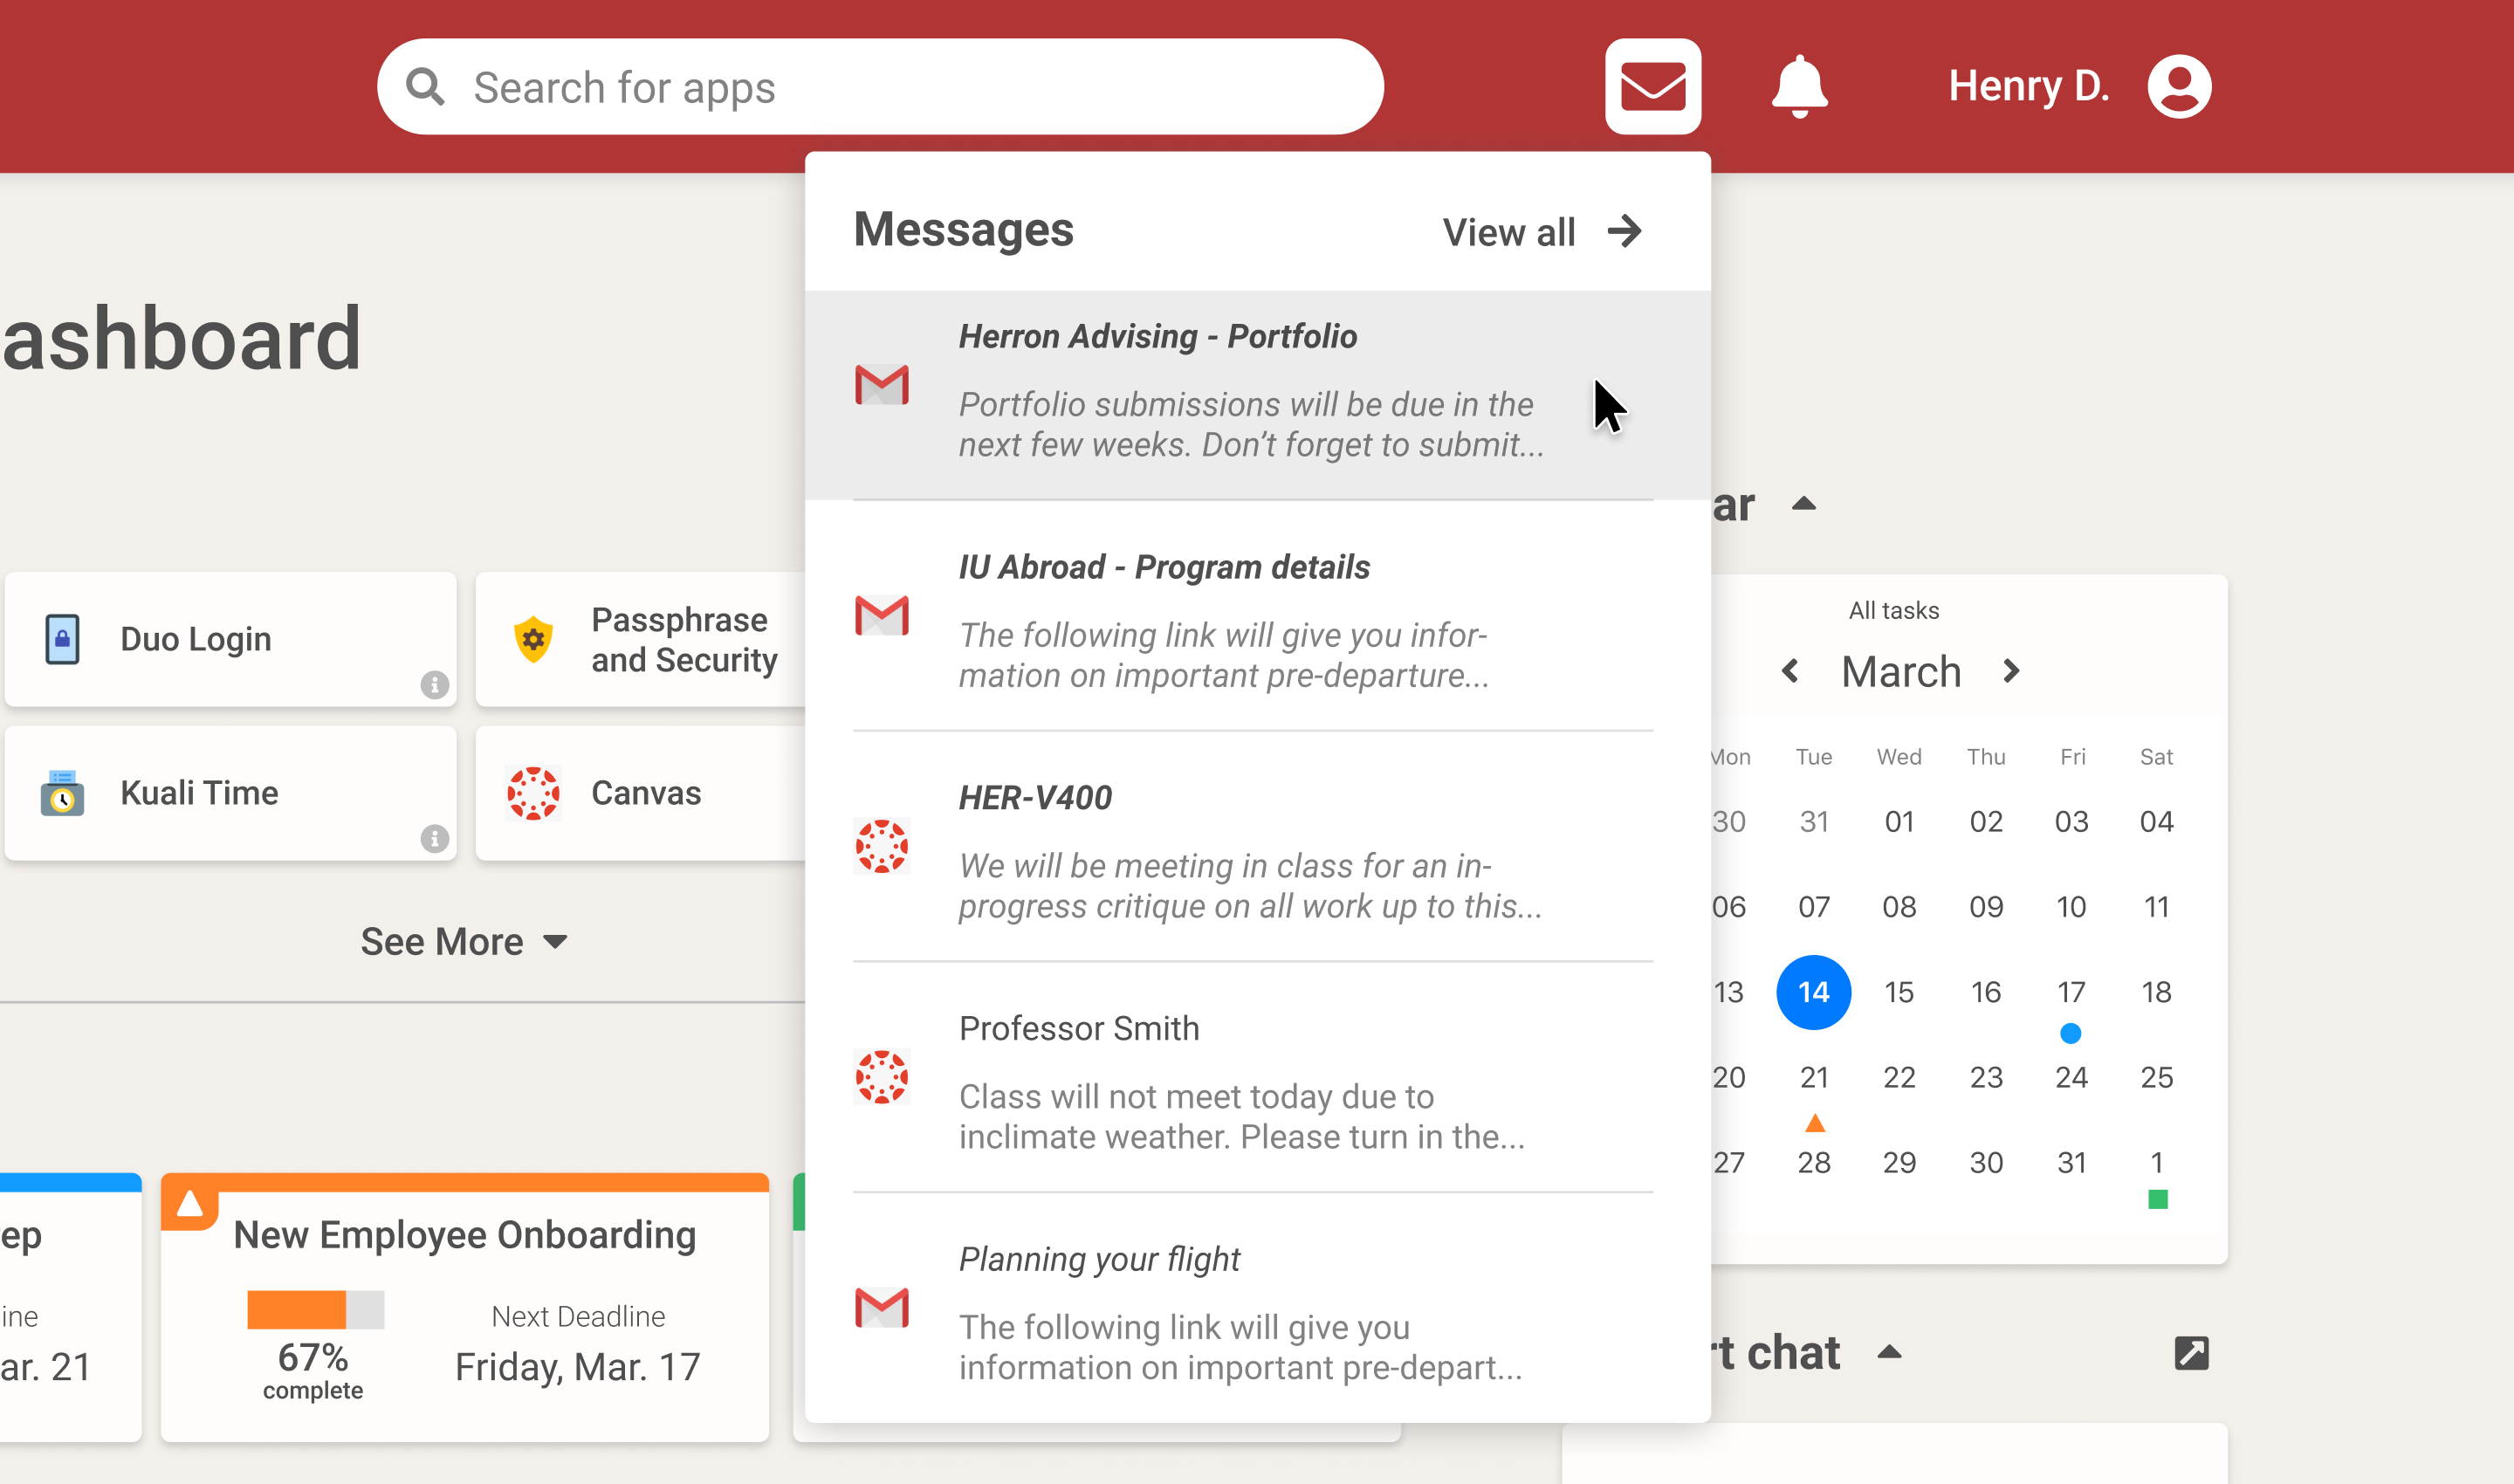 Search for apps
Henry D.
Messages
View all
Herron Advising - Portfolio
Portfolio submissions will be due in the
next few weeks. Don’t forget to submit...
IU Abroad - Program details
The following link will give you infor-
mation on important pre-departure...
HER-V400
We will be meeting in class for an in-
progress critique on all work up to this...
Professor Smith
Class will not meet today due to
inclimate weather. Please turn in the...
Planning your flight
The following link will give you
information on important pre-depart...
ashboard
Duo Login
Passphrase
and Security
Kuali Time
Canvas
See More
ep
ine
ar. 21
New Employee Onboarding
67%
complete
Next Deadline
Friday, Mar. 17
ar
All tasks
March
Mon Tue Wed Thu Fri Sat
30 31 01 02 03 04
06 07 08 09 10 11
13 14 15 16 17 18
20 21 22 23 24 25
27 28 29 30 31 1
rt chat